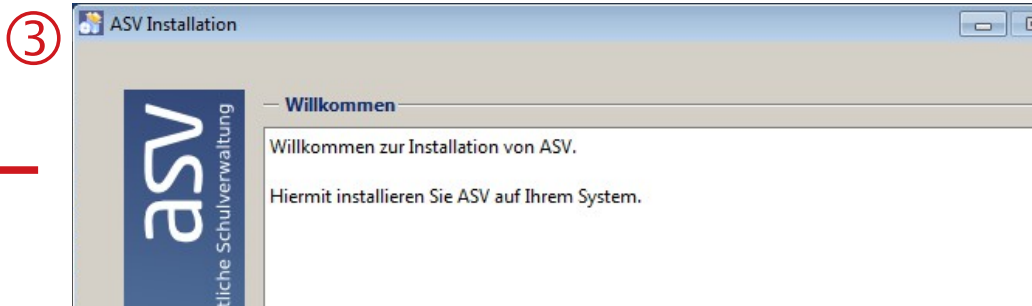 ③
ASV Installation
Willkommen
Willkommen zur Installation von ASV.
Hiermit installieren Sie ASV auf Ihrem System.
asv
Schulverwaltung